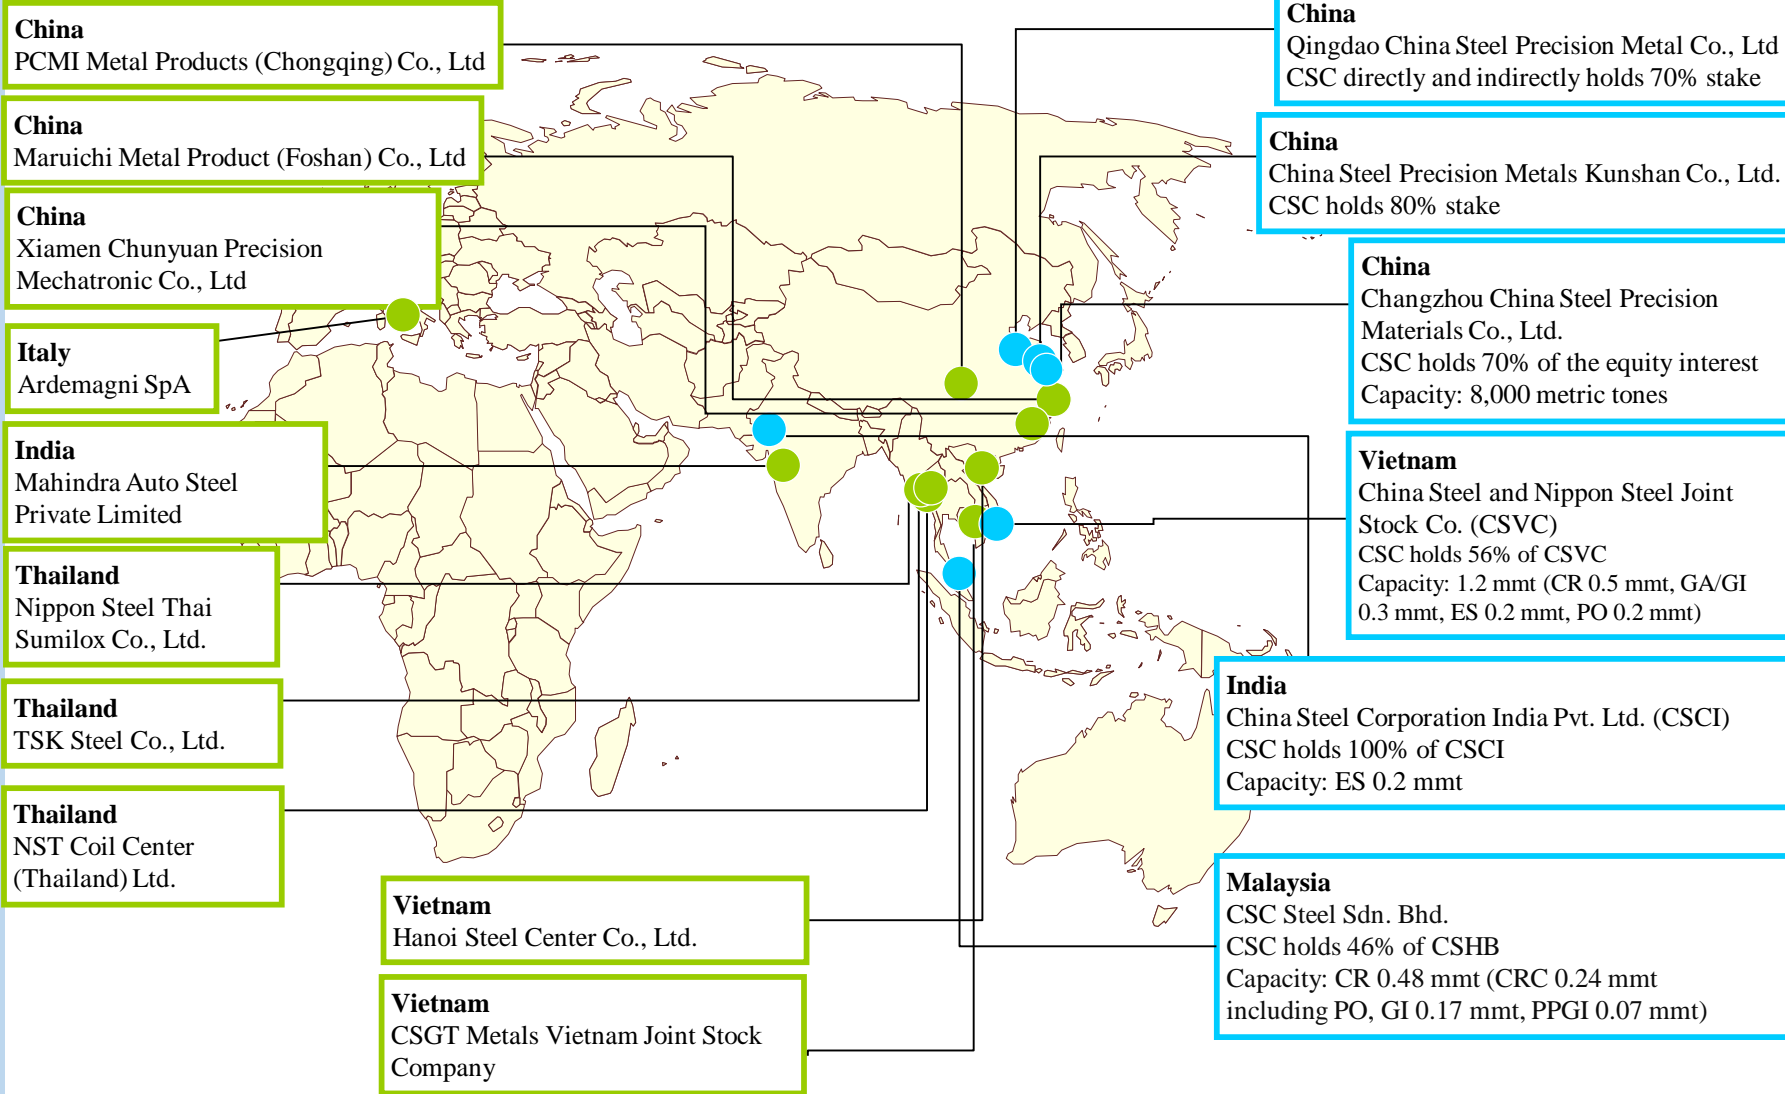 China
PCMI Metal Products (Chongqing) Co., Ltd
China
Maruichi Metal Product (Foshan) Co., Ltd
China
Xiamen Chunyuan Precision
Mechatronic Co., Ltd
Italy
Ardemagni SpA
India
Mahindra Auto Steel
Private Limited
Thailand
Nippon Steel Thai
Sumilox Co., Ltd.
Thailand
TSK Steel Co., Ltd.
Thailand
NST Coil Center
(Thailand) Ltd.
Vietnam
Hanoi Steel Center Co., Ltd.
Vietnam
CSGT Metals Vietnam Joint Stock
Company
China
Qingdao China Steel Precision Metal Co., Ltd
CSC directly and indirectly holds 70% stake
China
China Steel Precision Metals Kunshan Co., Ltd.
CSC holds 80% stake
China
Changzhou China Steel Precision
Materials Co., Ltd.
CSC holds 70% of the equity interest
Capacity: 8,000 metric tones
Vietnam
China Steel and Nippon Steel Joint
Stock Co. (CSVC)
CSC holds 56% of CSVC
Capacity: 1.2 mmt (CR 0.5 mmt, GA/GI
0.3 mmt, ES 0.2 mmt, PO 0.2 mmt)
India
China Steel Corporation India Pvt. Ltd. (CSCI)
CSC holds 100% of CSCI
Capacity: ES 0.2 mmt
Malaysia
CSC Steel Sdn. Bhd.
CSC holds 46% of CSHB
Capacity: CR 0.48 mmt (CRC 0.24 mmt
including PO, GI 0.17 mmt, PPGI 0.07 mmt)